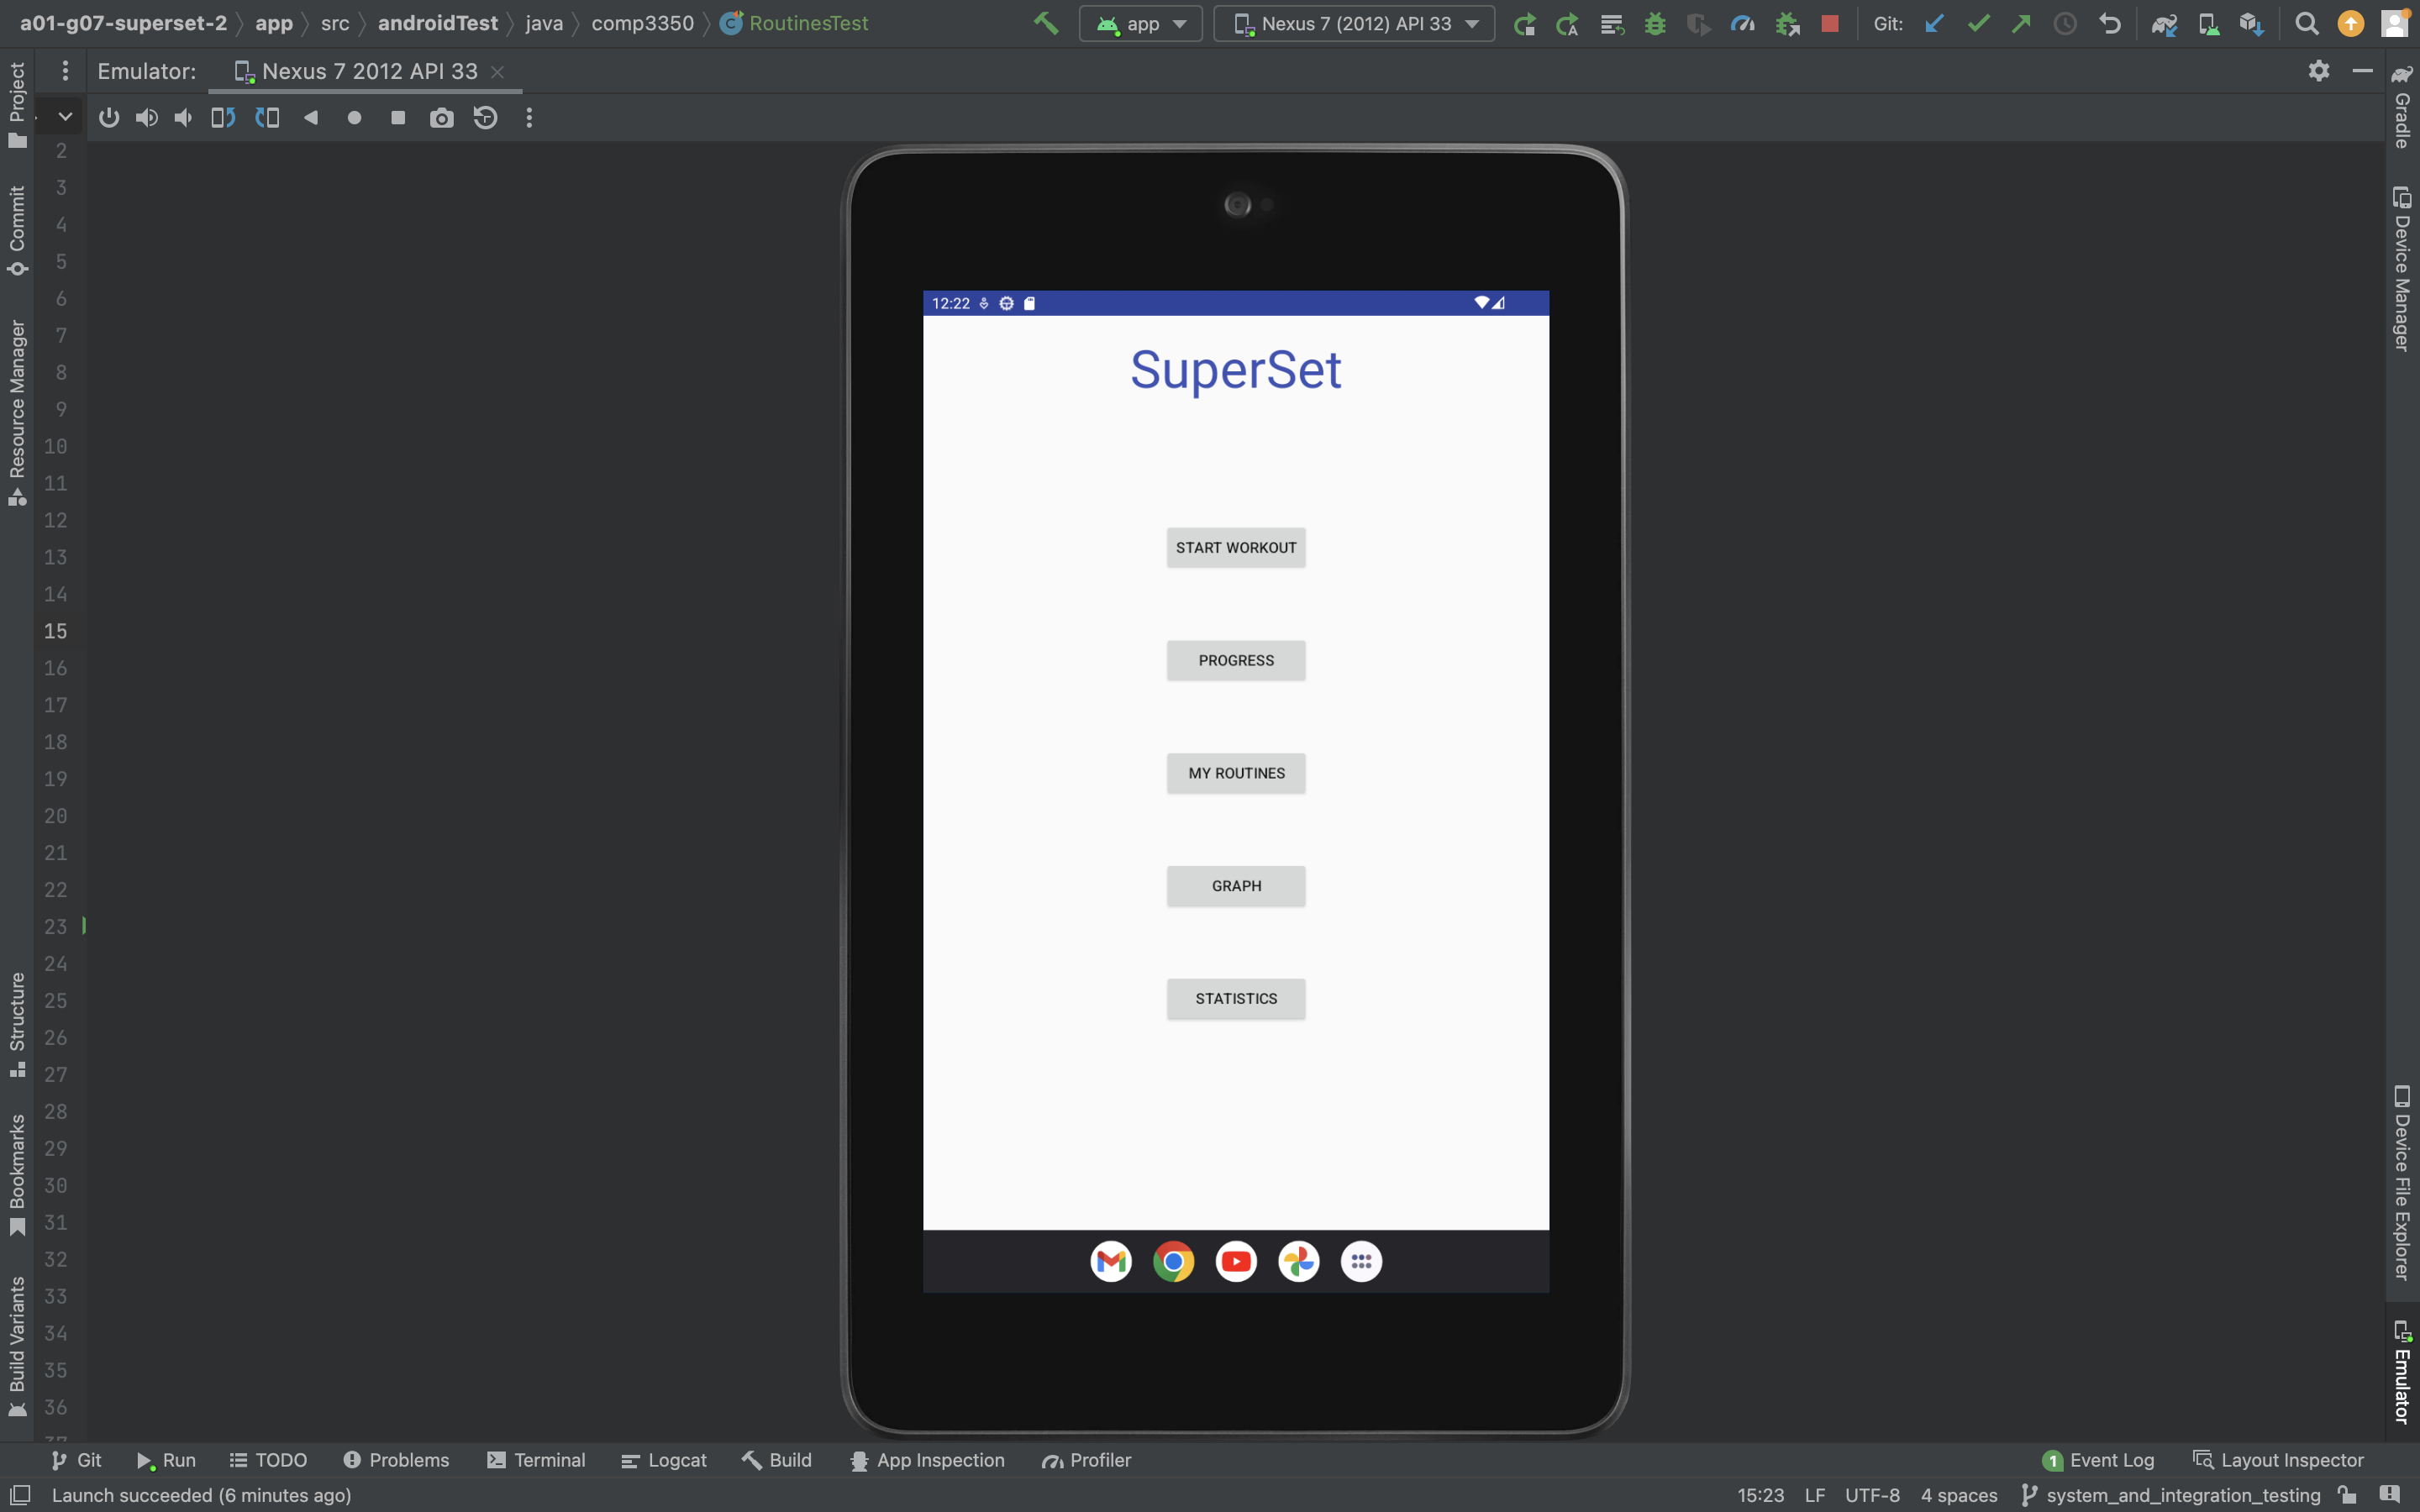 a01-g07-superset-2 app src androidTest java comp3350 RoutinesTest app Nexus 7 (2012) API 33 Git:
Emulator: Nexus 7 2012 API 33
Project
Commit
Resource Manager
Structure
Bookmarks
Build Variants
2
3
4
5
6
7
8
9
10
11
12
13
14
15
16
17
18
19
20
21
22
23
24
25
26
27
28
29
30
31
32
33
34
35
36
12:22
SuperSet
START WORKOUT
PROGRESS
MY ROUTINES
GRAPH
STATISTICS
Gradle
Device Manager
Device File Explorer
Emulator
Git Run TODO Problems Terminal Logcat Build App Inspection Profiler 1 Event Log Layout Inspector
Launch succeeded (6 minutes ago) 15:23 LF UTF-8 4 spaces system_and_integration_testing